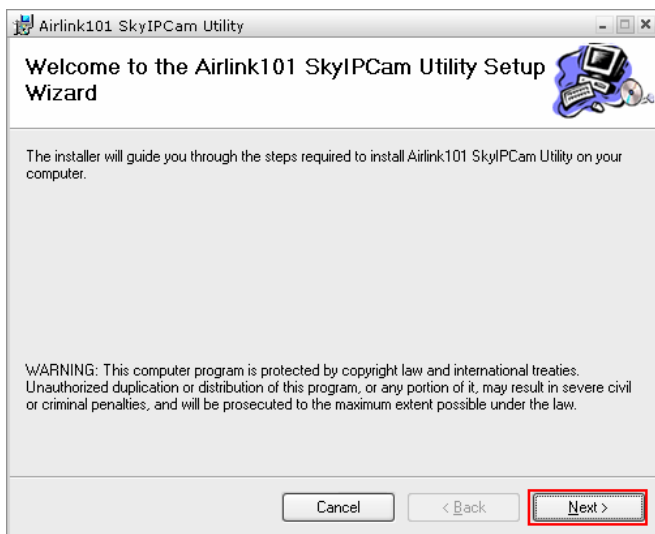 Airlink101 SkyIPCam Utility
Welcome to the Airlink101 SkyIPCam Utility Setup
Wizard
The installer will guide you through the steps required to install Airlink101 SkyIPCam Utility on your
computer.
WARNING: This computer program is protected by copyright law and international treaties.
Unauthorized duplication or distribution of this program, or any portion of it, may result in severe civil
or criminal penalties, and will be prosecuted to the maximum extent possible under the law.
Cancel < Back Next >